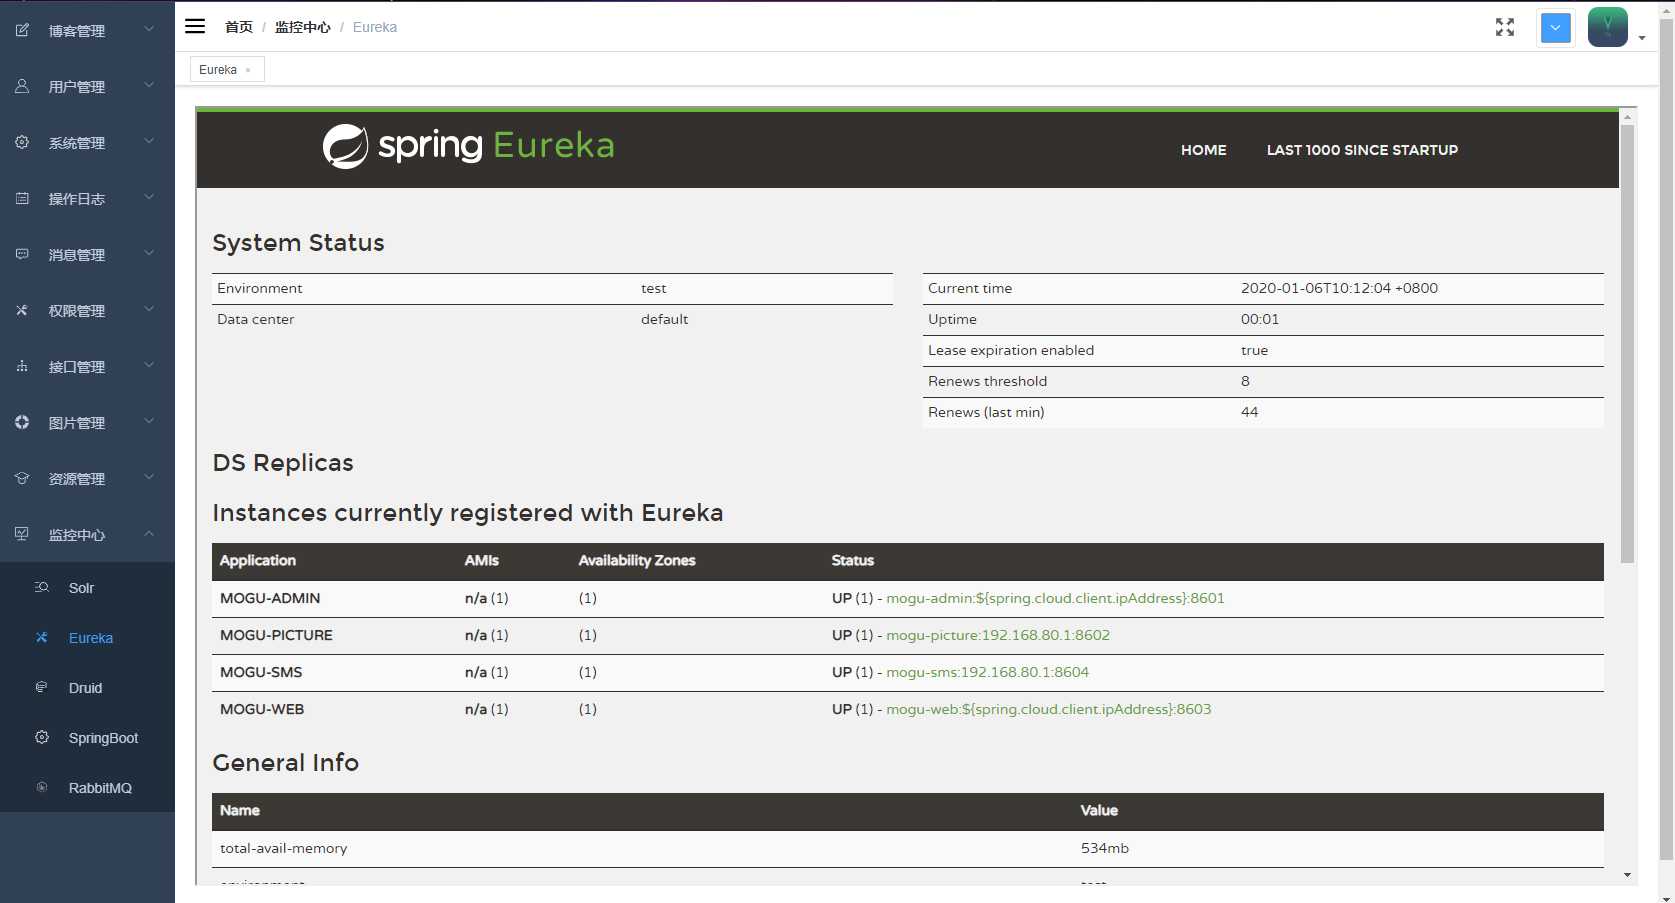 博客管理
用户管理
系统管理
操作日志
消息管理
权限管理
接口管理
图片管理
资源管理
监控中心
Solr
Eureka
Druid
SpringBoot
RabbitMQ
首页 / 监控中心 / Eureka
Eureka ×
spring Eureka
HOME LAST 1000 SINCE STARTUP
System Status
Environment test
Data center default
Current time 2020-01-06T10:12:04 +0800
Uptime 00:01
Lease expiration enabled true
Renews threshold 8
Renews (last min) 44
DS Replicas
Instances currently registered with Eureka
Application AMIs Availability Zones Status
MOGU-ADMIN n/a (1) (1) UP (1) - mogu-admin:${spring.cloud.client.ipAddress}:8601
MOGU-PICTURE n/a (1) (1) UP (1) - mogu-picture:192.168.80.1:8602
MOGU-SMS n/a (1) (1) UP (1) - mogu-sms:192.168.80.1:8604
MOGU-WEB n/a (1) (1) UP (1) - mogu-web:${spring.cloud.client.ipAddress}:8603
General Info
Name Value
total-avail-memory 534mb
environment test